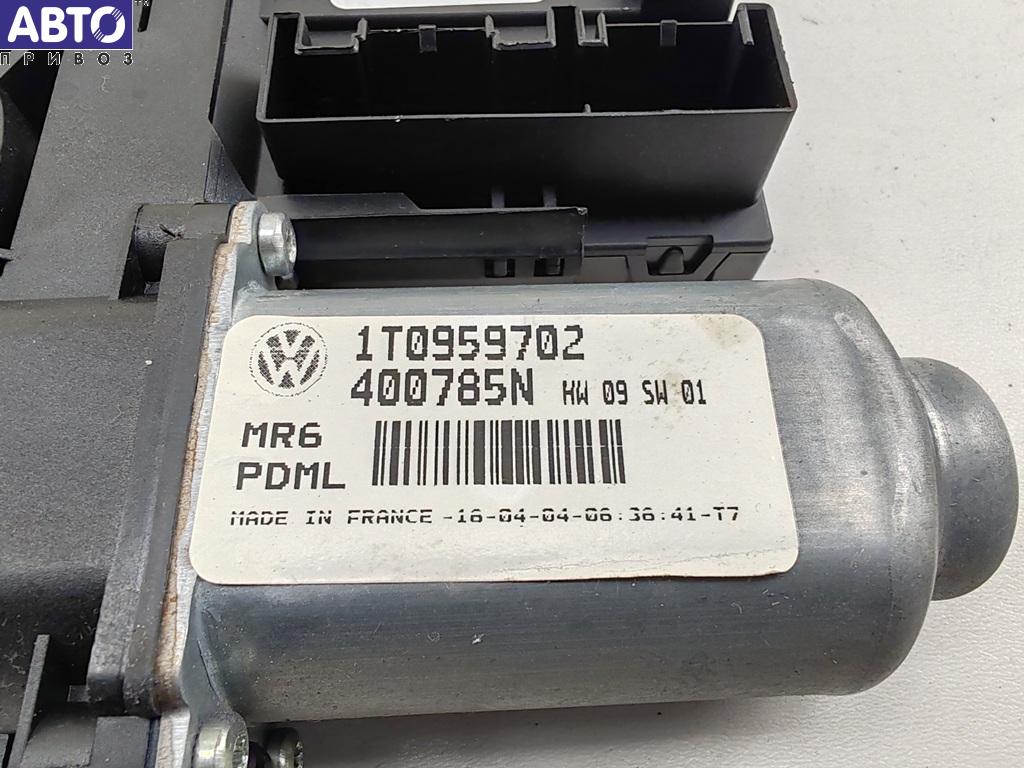 АВТО
ПРИВОЗ
1T0959702
400785N HW 09 SW 01
MR6
PDML
MADE IN FRANCE -16-04-04-06:36:41-T7